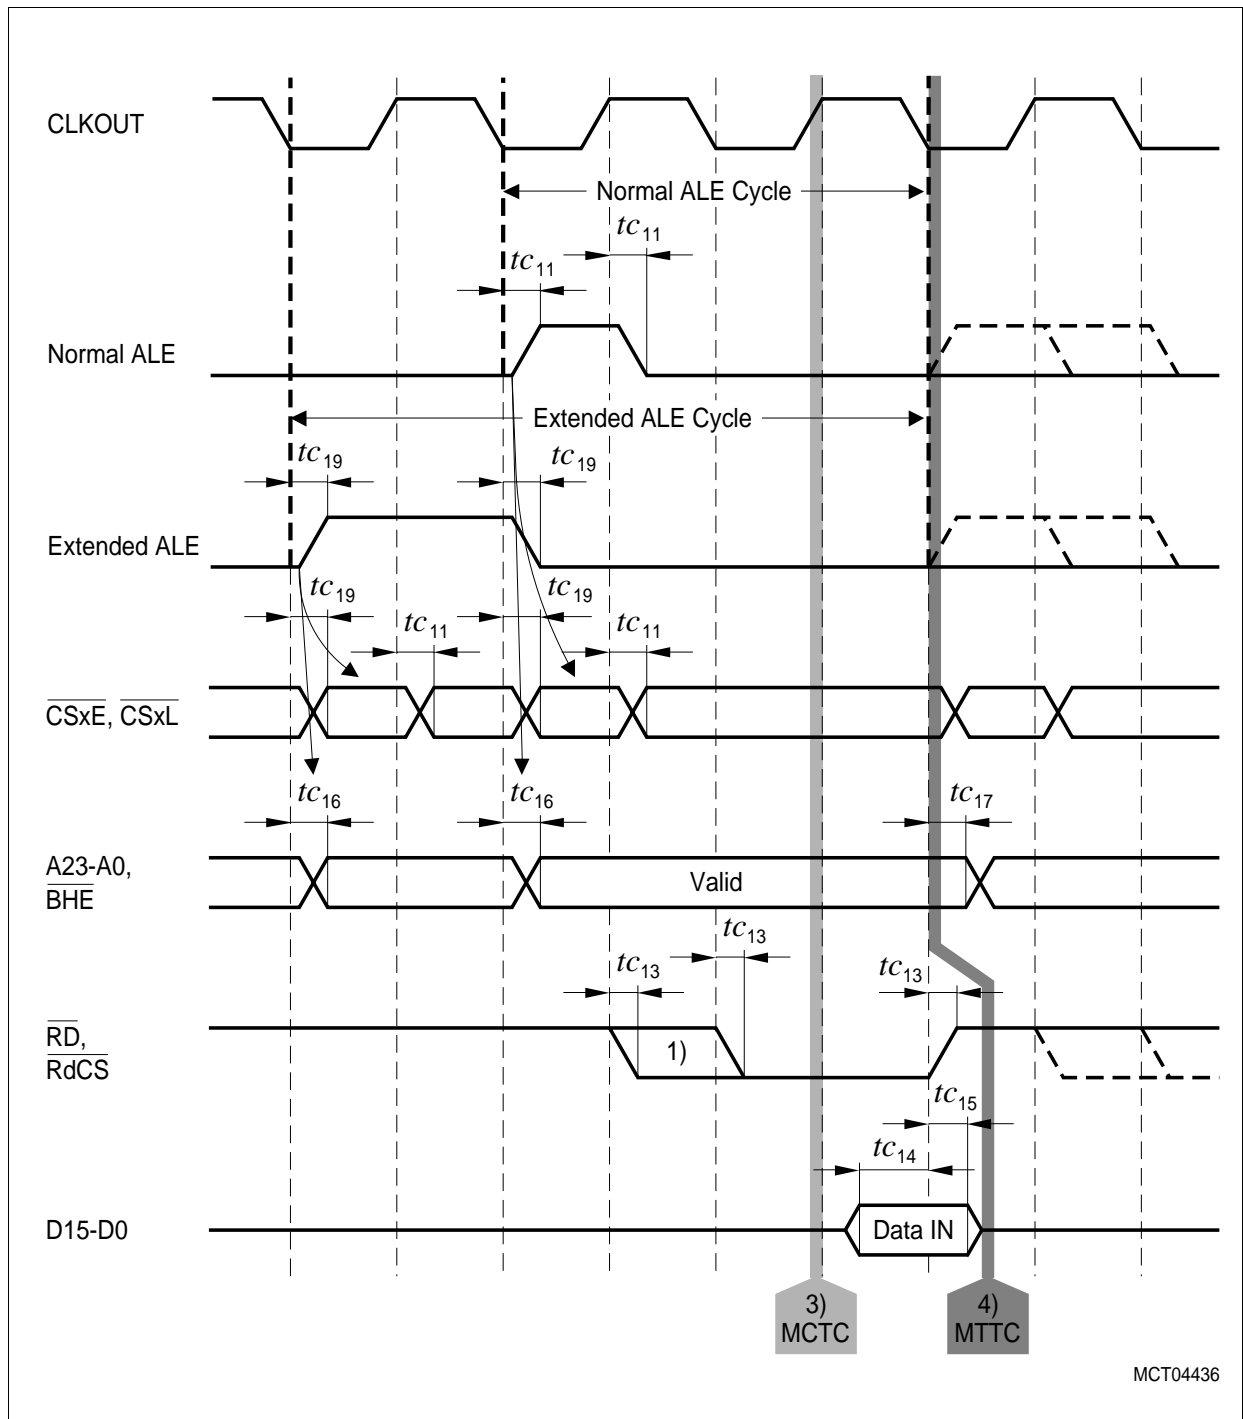 CLKOUT
Normal ALE Cycle
tc11
tc11
Normal ALE
Extended ALE Cycle
tc19
tc19
Extended ALE
tc19
tc19
tc11
tc11
CSxE, CSxL
tc16
tc16
tc17
A23-A0,
BHE
Valid
tc13
tc13
tc13
RD,
RdCS
1)
tc15
tc14
D15-D0
Data IN
3)
MCTC
4)
MTTC
MCT04436